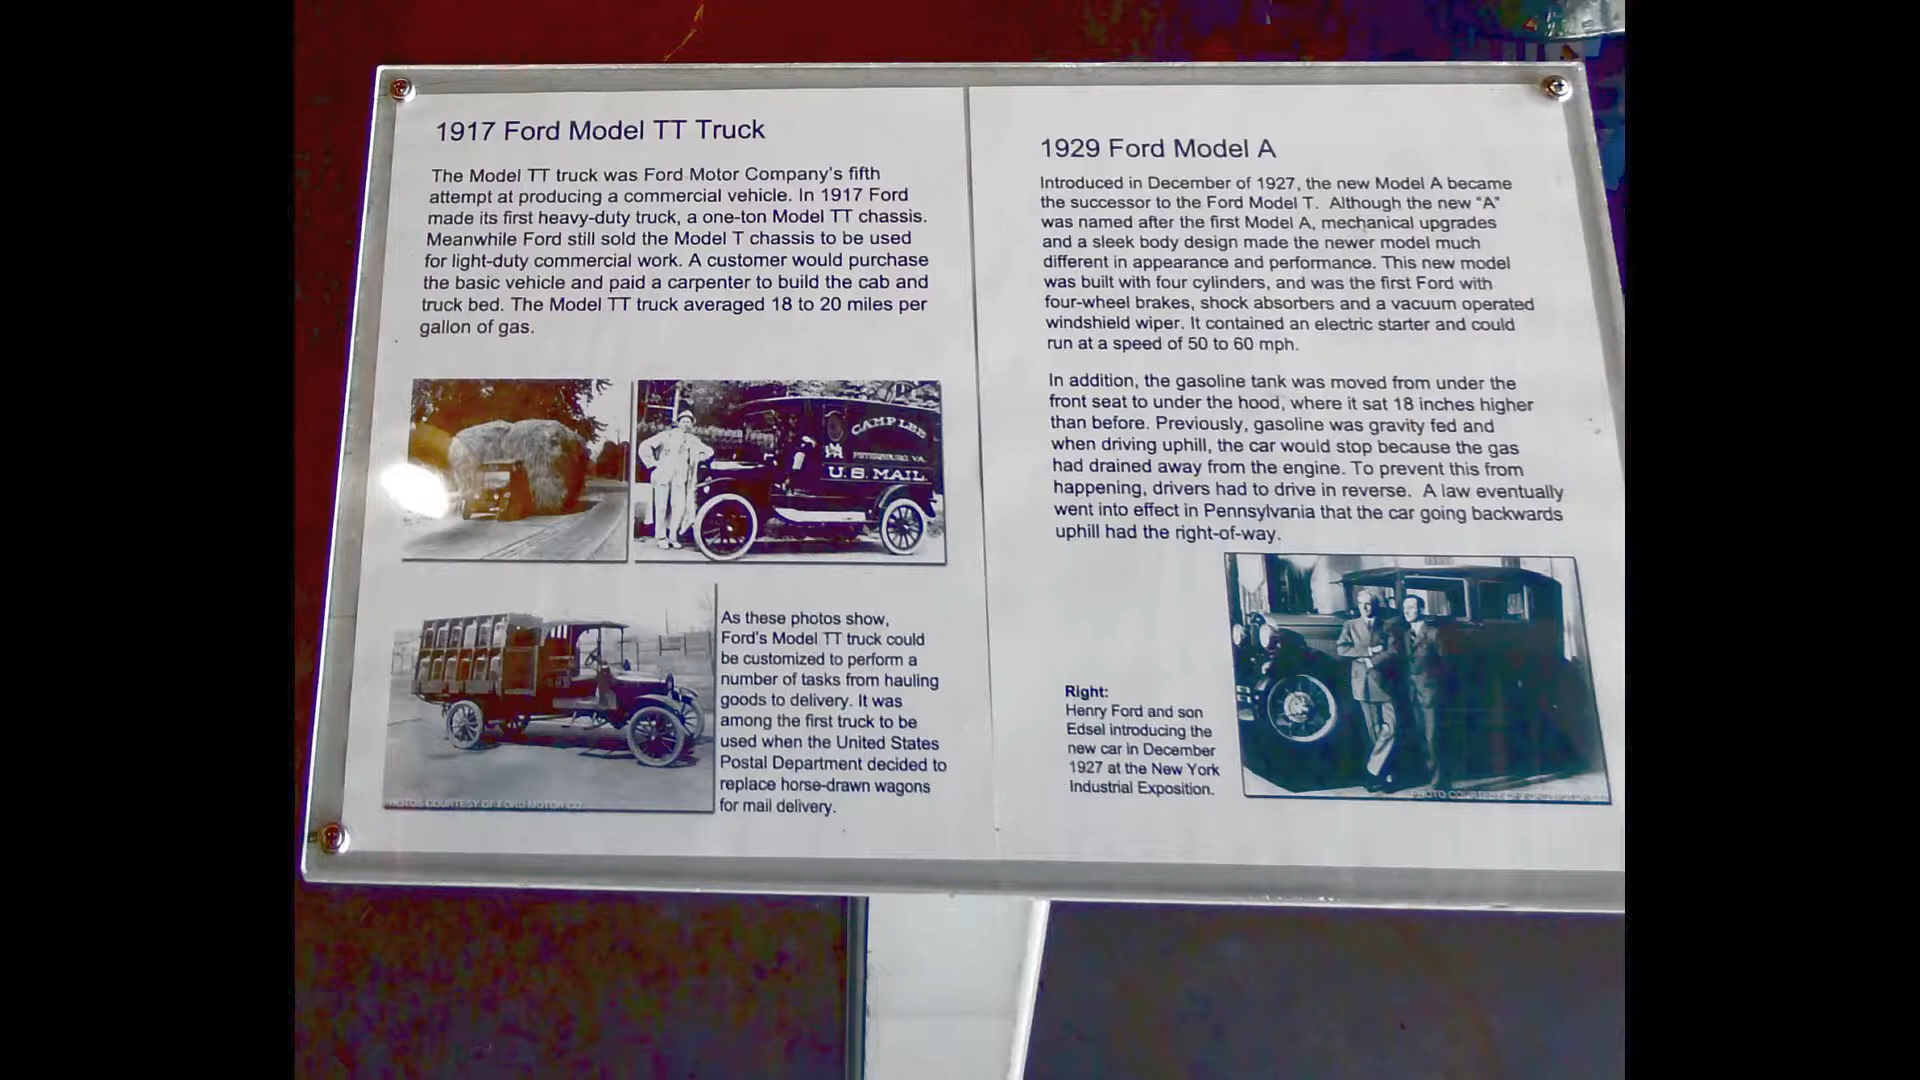 1917 Ford Model TT Truck
The Model TT truck was Ford Motor Company's fifth
attempt at producing a commercial vehicle. In 1917 Ford
made its first heavy-duty truck, a one-ton Model TT chassis.
Meanwhile Ford still sold the Model T chassis to be used
for light-duty commercial work. A customer would purchase
the basic vehicle and paid a carpenter to build the cab and
truck bed. The Model TT truck averaged 18 to 20 miles per
gallon of gas.
CAMP LEE
PETERSBURG, VA.
U.S. MAIL
As these photos show,
Ford's Model TT truck could
be customized to perform a
number of tasks from hauling
goods to delivery. It was
among the first truck to be
used when the United States
Postal Department decided to
replace horse-drawn wagons
for mail delivery.
PHOTOS COURTESY OF FORD MOTOR CO.
1929 Ford Model A
Introduced in December of 1927, the new Model A became
the successor to the Ford Model T. Although the new "A"
was named after the first Model A, mechanical upgrades
and a sleek body design made the newer model much
different in appearance and performance. This new model
was built with four cylinders, and was the first Ford with
four-wheel brakes, shock absorbers and a vacuum operated
windshield wiper. It contained an electric starter and could
run at a speed of 50 to 60 mph.
In addition, the gasoline tank was moved from under the
front seat to under the hood, where it sat 18 inches higher
than before. Previously, gasoline was gravity fed and
when driving uphill, the car would stop because the gas
had drained away from the engine. To prevent this from
happening, drivers had to drive in reverse. A law eventually
went into effect in Pennsylvania that the car going backwards
uphill had the right-of-way.
Right:
Henry Ford and son
Edsel introducing the
new car in December
1927 at the New York
Industrial Exposition.
PHOTO COURTESY OF FORD MOTOR CO.